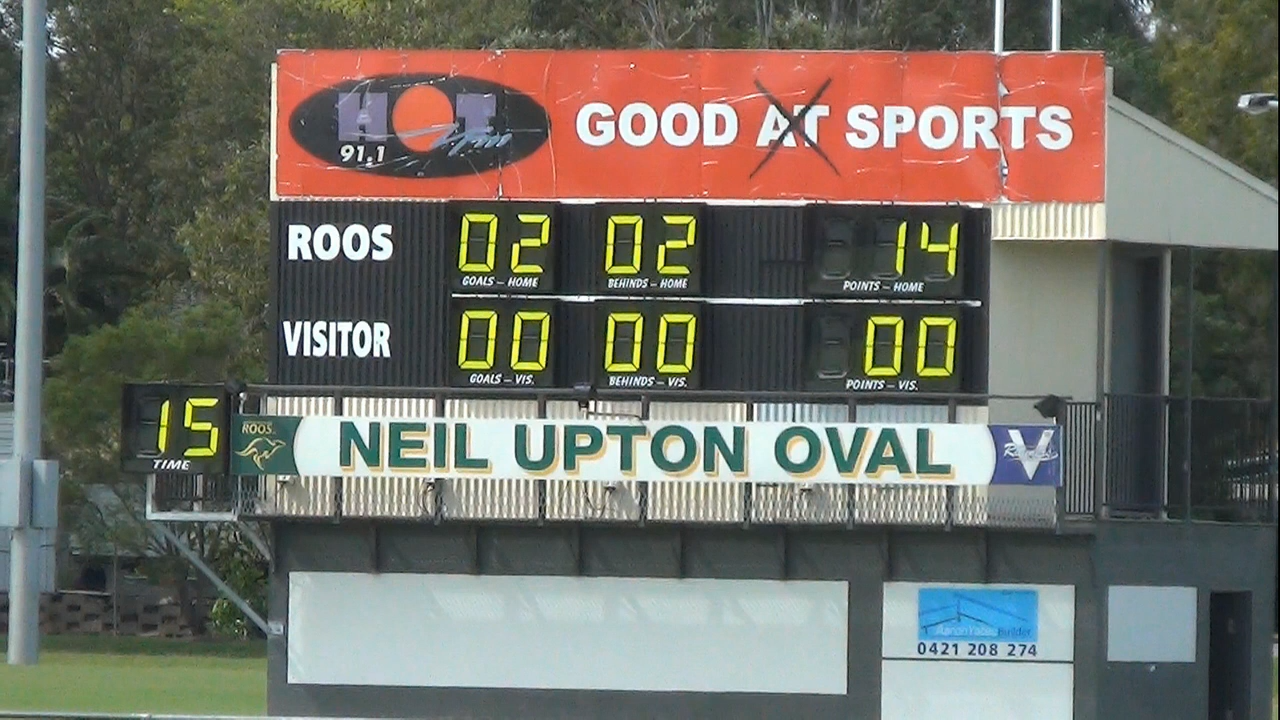 HOT
91.1
GOOD AT SPORTS
ROOS 02 02 14
GOALS - HOME BEHINDS - HOME POINTS - HOME
VISITOR 00 00 00
GOALS - VIS. BEHINDS - VIS. POINTS - VIS.
15
TIME
ROOS
NEIL UPTON OVAL
V
Builder
0421 208 274